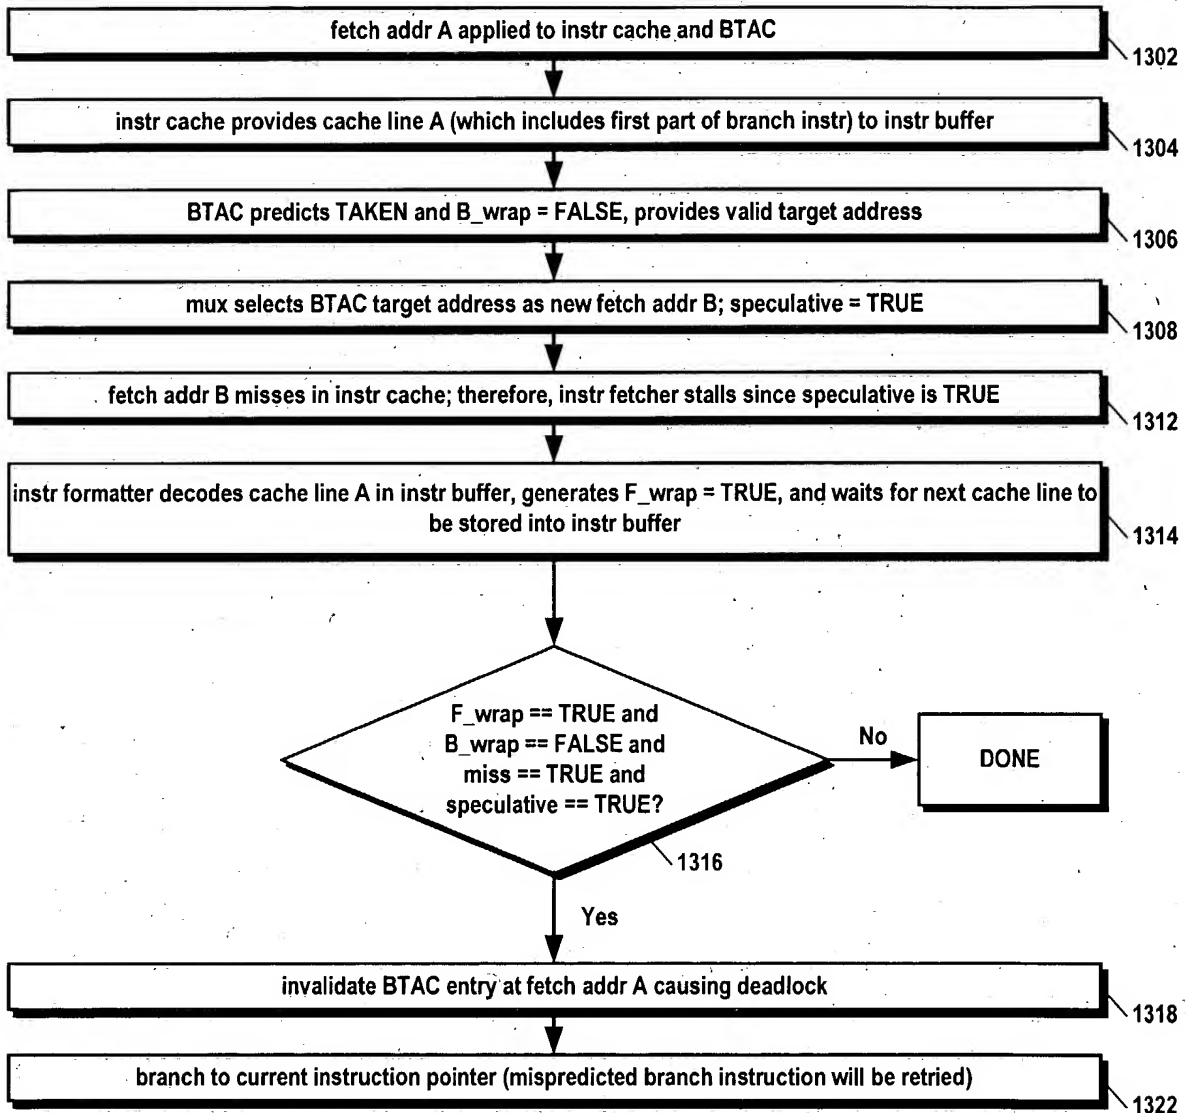 fetch addr A applied to instr cache and BTAC
1302
instr cache provides cache line A (which includes first part of branch instr) to instr buffer
1304
BTAC predicts TAKEN and B_wrap = FALSE, provides valid target address
1306
mux selects BTAC target address as new fetch addr B; speculative = TRUE
1308
fetch addr B misses in instr cache; therefore, instr fetcher stalls since speculative is TRUE
1312
instr formatter decodes cache line A in instr buffer, generates F_wrap = TRUE, and waits for next cache line to
be stored into instr buffer
1314
F_wrap == TRUE and
B_wrap == FALSE and
miss == TRUE and
speculative == TRUE?
No
DONE
1316
Yes
invalidate BTAC entry at fetch addr A causing deadlock
1318
branch to current instruction pointer (mispredicted branch instruction will be retried)
1322